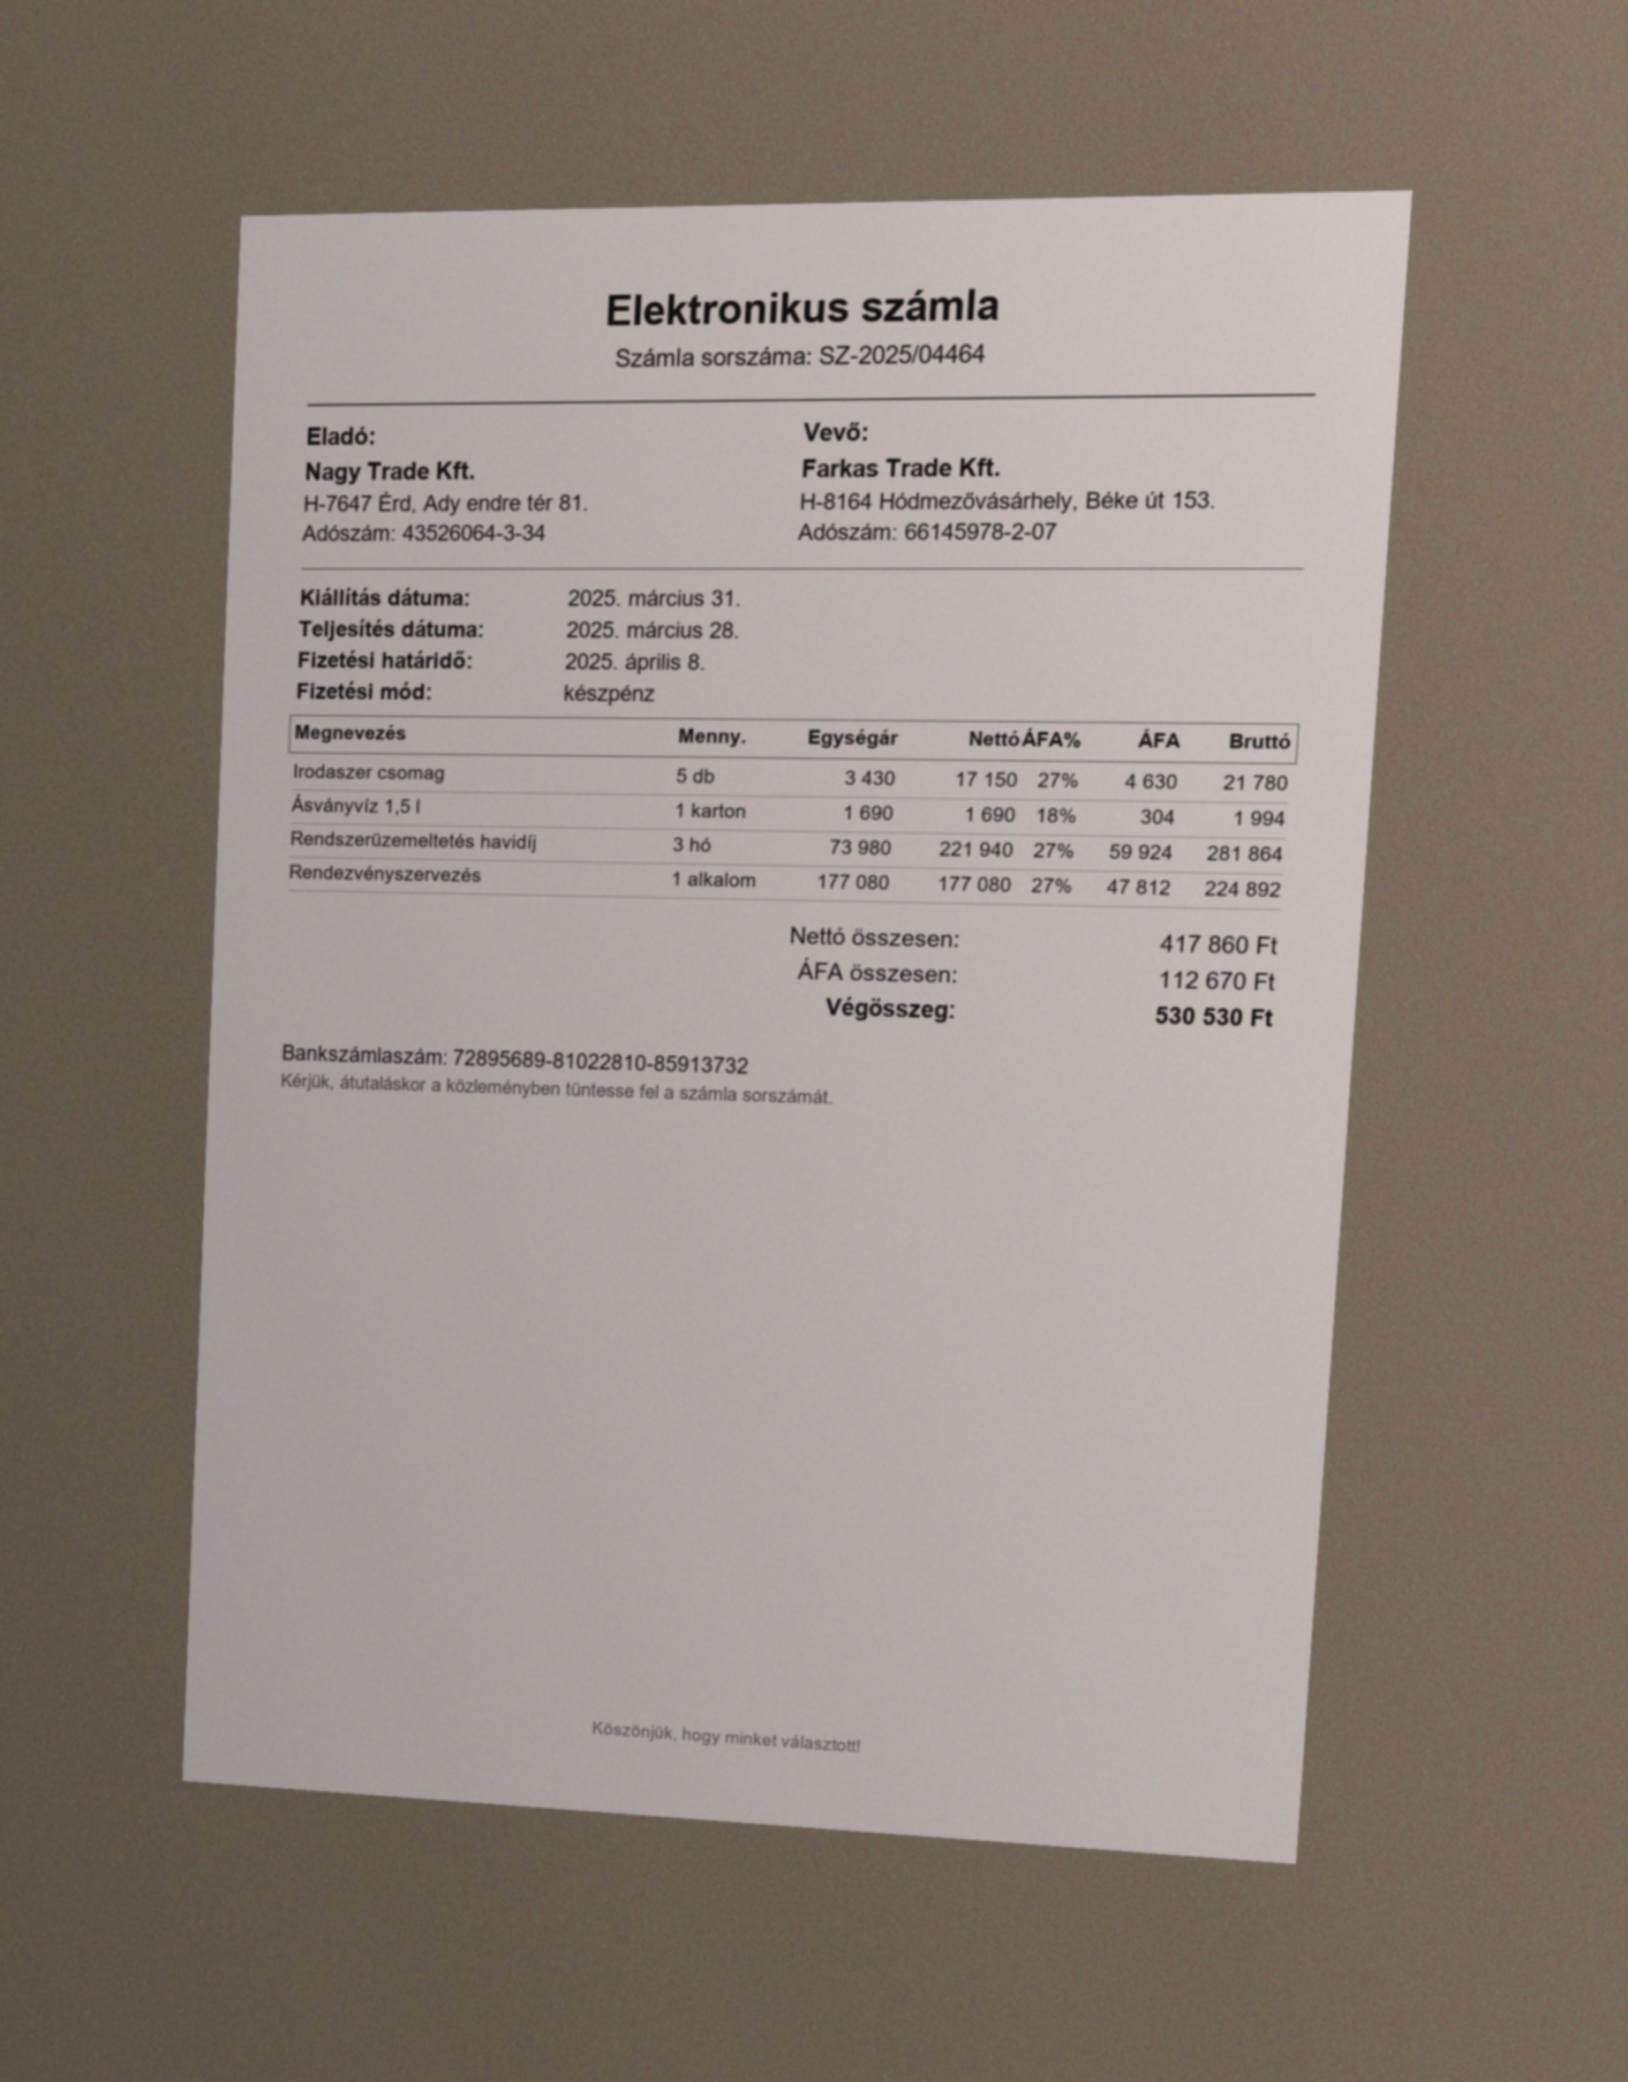 Elektronikus számla
Számla sorszáma: SZ-2025/04464
Eladó:
Nagy Trade Kft.
H-7647 Érd, Ady endre tér 81.
Adószám: 43526064-3-34
Vevő:
Farkas Trade Kft.
H-8164 Hódmezővásárhely, Béke út 153.
Adószám: 66145978-2-07
Kiállítás dátuma: 2025. március 31.
Teljesítés dátuma: 2025. március 28.
Fizetési határidő: 2025. április 8.
Fizetési mód: készpénz
Megnevezés Menny. Egységár Nettó ÁFA% ÁFA Bruttó
Irodaszer csomag 5 db 3 430 17 150 27% 4 630 21 780
Ásványvíz 1,5 l 1 karton 1 690 1 690 18% 304 1 994
Rendszerüzemeltetés havidíj 3 hó 73 980 221 940 27% 59 924 281 864
Rendezvényszervezés 1 alkalom 177 080 177 080 27% 47 812 224 892
Nettó összesen: 417 860 Ft
ÁFA összesen: 112 670 Ft
Végösszeg: 530 530 Ft
Bankszámlaszám: 72895689-81022810-85913732
Kérjük, átutaláskor a közleményben tüntesse fel a számla sorszámát.
Köszönjük, hogy minket választott!